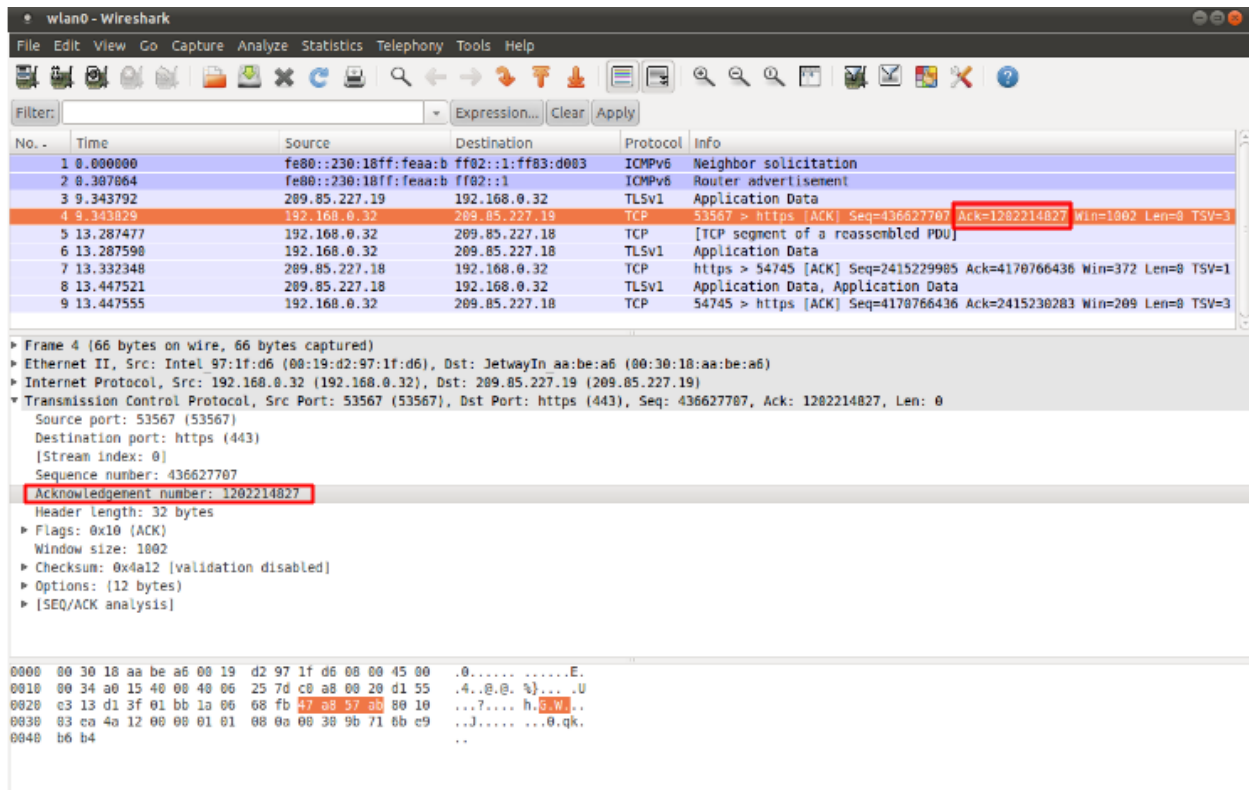 wlan0 - Wireshark
File Edit View Go Capture Analyze Statistics Telephony Tools Help
Filter: Expression... Clear Apply
No. . Time Source Destination Protocol Info
1 0.000000 fe80::230:18ff:feaa:b ff02::1:ff83:d003 ICMPv6 Neighbor solicitation
2 0.307064 fe80::230:18ff:feaa:b ff02::1 ICMPv6 Router advertisement
3 9.343792 209.85.227.19 192.168.0.32 TLSv1 Application Data
4 9.343829 192.168.0.32 209.85.227.19 TCP 53567 > https [ACK] Seq=436627707 Ack=1202214827 Win=1002 Len=0 TSV=3
5 13.287477 192.168.0.32 209.85.227.18 TCP [TCP segment of a reassembled PDU]
6 13.287590 192.168.0.32 209.85.227.18 TLSv1 Application Data
7 13.332348 209.85.227.18 192.168.0.32 TCP https > 54745 [ACK] Seq=2415229905 Ack=4170766436 Win=372 Len=0 TSV=1
8 13.447521 209.85.227.18 192.168.0.32 TLSv1 Application Data, Application Data
9 13.447555 192.168.0.32 209.85.227.18 TCP 54745 > https [ACK] Seq=4170766436 Ack=2415230283 Win=209 Len=0 TSV=3
Frame 4 (66 bytes on wire, 66 bytes captured)
Ethernet II, Src: Intel_97:1f:d6 (00:19:d2:97:1f:d6), Dst: JetwayIn_aa:be:a6 (00:30:18:aa:be:a6)
Internet Protocol, Src: 192.168.0.32 (192.168.0.32), Dst: 209.85.227.19 (209.85.227.19)
Transmission Control Protocol, Src Port: 53567 (53567), Dst Port: https (443), Seq: 436627707, Ack: 1202214827, Len: 0
Source port: 53567 (53567)
Destination port: https (443)
[Stream index: 0]
Sequence number: 436627707
Acknowledgement number: 1202214827
Header length: 32 bytes
Flags: 0x10 (ACK)
Window size: 1002
Checksum: 0x4a12 [validation disabled]
Options: (12 bytes)
[SEQ/ACK analysis]
0000 00 30 18 aa be a6 00 19 d2 97 1f d6 08 00 45 00 .0...... ......E.
0010 00 34 a0 15 40 00 40 06 25 7d c0 a8 00 20 d1 55 .4..@.@. %}... .U
0020 e3 13 d1 3f 01 bb 1a 06 68 fb 47 a8 57 ab 80 10 ...?.... h.G.W...
0030 03 ea 4a 12 00 00 01 01 08 0a 00 30 9b 71 6b e9 ..J..... ...0.qk.
0040 b6 b4 ..